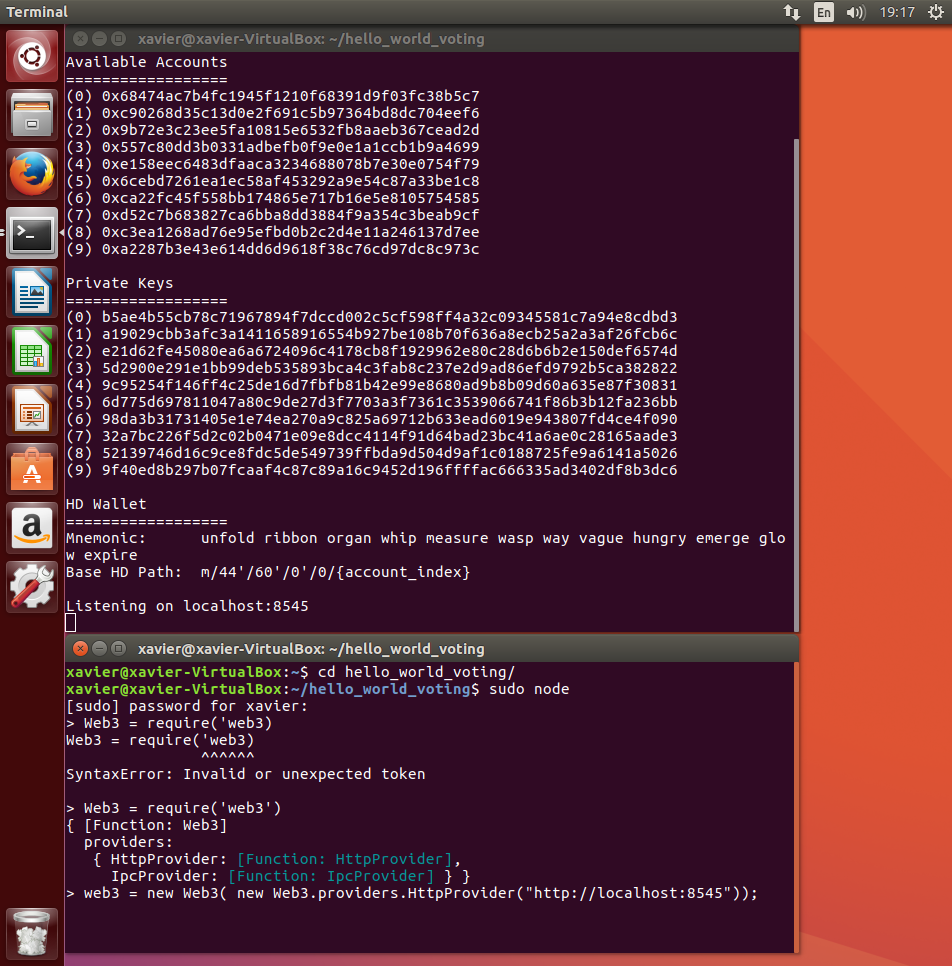 Terminal
En
19:17
xavier@xavier-VirtualBox: ~/hello_world_voting
Available Accounts
==================
(0) 0x68474ac7b4fc1945f1210f68391d9f03fc38b5c7
(1) 0xc90268d35c13d0e2f691c5b97364bd8dc704eef6
(2) 0x9b72e3c23ee5fa10815e6532fb8aaeb367cead2d
(3) 0x557c80dd3b0331adbefb0f9e0e1a1ccb1b9a4699
(4) 0xe158eec6483dfaaca3234688078b7e30e0754f79
(5) 0x6cebd7261ea1ec58af453292a9e54c87a33be1c8
(6) 0xca22fc45f558bb174865e717b16e5e8105754585
(7) 0xd52c7b683827ca6bba8dd3884f9a354c3beab9cf
(8) 0xc3ea1268ad76e95efbd0b2c2d4e11a246137d7ee
(9) 0xa2287b3e43e614dd6d9618f38c76cd97dc8c973c
Private Keys
==================
(0) b5ae4b55cb78c71967894f7dccd002c5cf598ff4a32c09345581c7a94e8cdbd3
(1) a19029cbb3afc3a1411658916554b927be108b70f636a8ecb25a2a3af26fcb6c
(2) e21d62fe45080ea6a6724096c4178cb8f1929962e80c28d6b6b2e150def6574d
(3) 5d2900e291e1bb99deb535893bca4c3fab8c237e2d9ad86efd9792b5ca382822
(4) 9c95254f146ff4c25de16d7fbfb81b42e99e8680ad9b8b09d60a635e87f30831
(5) 6d775d697811047a80c9de27d3f7703a3f7361c3539066741f86b3b12fa236bb
(6) 98da3b31731405e1e74ea270a9c825a69712b633ead6019e943807fd4ce4f090
(7) 32a7bc226f5d2c02b0471e09e8dcc4114f91d64bad23bc41a6ae0c28165aade3
(8) 52139746d16c9ce8fdc5de549739ffbda9d504d9af1c0188725fe9a6141a5026
(9) 9f40ed8b297b07fcaaf4c87c89a16c9452d196ffffac666335ad3402df8b3dc6
HD Wallet
==================
Mnemonic:      unfold ribbon organ whip measure wasp way vague hungry emerge glo
w expire
Base HD Path:  m/44'/60'/0'/0/{account_index}
Listening on localhost:8545
xavier@xavier-VirtualBox: ~/hello_world_voting
xavier@xavier-VirtualBox:~$ cd hello_world_voting/
xavier@xavier-VirtualBox:~/hello_world_voting$ sudo node
[sudo] password for xavier:
> Web3 = require('web3)
Web3 = require('web3)
               ^^^^^^
SyntaxError: Invalid or unexpected token
> Web3 = require('web3')
{ [Function: Web3]
  providers:
   { HttpProvider: [Function: HttpProvider],
     IpcProvider: [Function: IpcProvider] } }
> web3 = new Web3( new Web3.providers.HttpProvider("http://localhost:8545"));